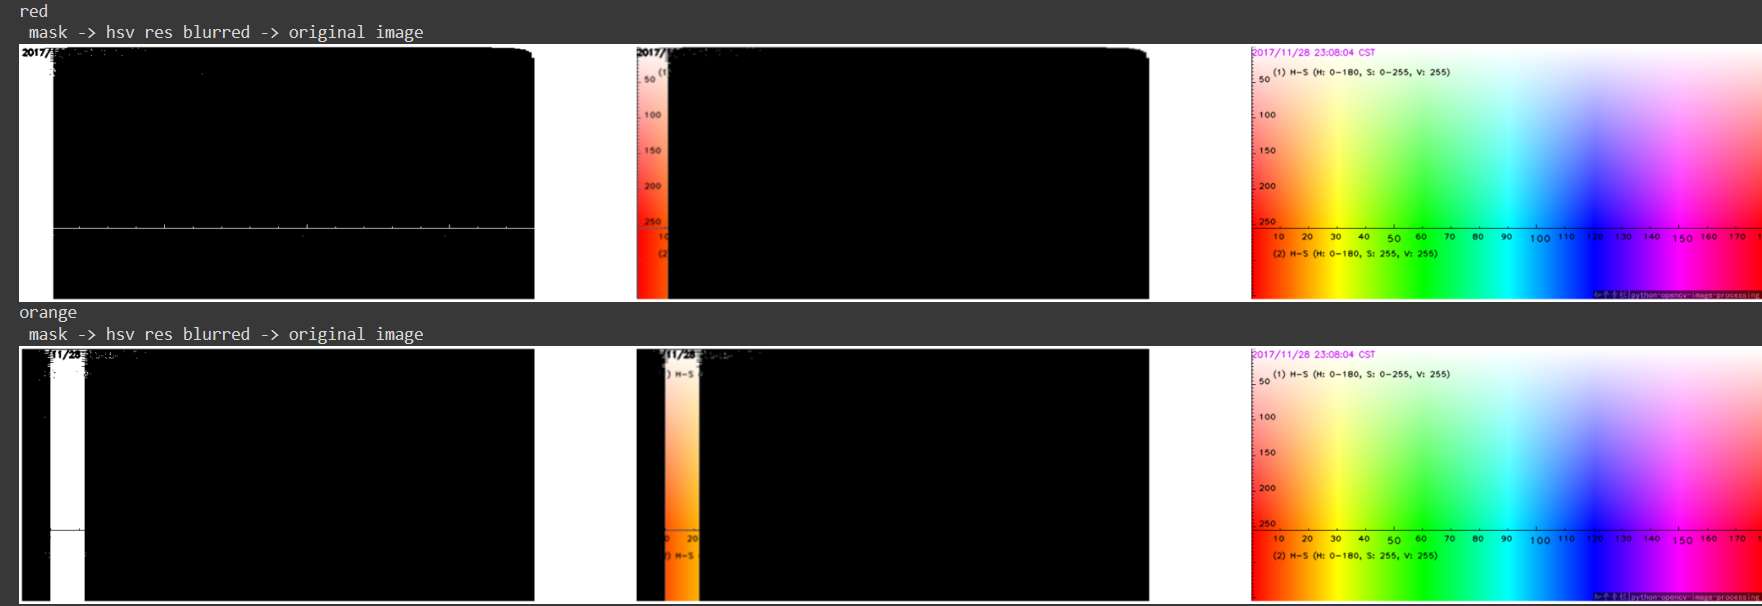 red
mask -> hsv res blurred -> original image
2017/
2017/
(1
50
100
150
200
250
10
(2
2017/11/28 23:08:04 CST
(1) H-S (H: 0-180, S: 0-255, V: 255)
50
100
150
200
250
10 20 30 40 50 60 70 80 90 100 110 120 130 140 150 160 170 1
(2) H-S (H: 0-180, S: 255, V: 255)
python-opencv-image-processing
orange
mask -> hsv res blurred -> original image
/11/28
/11/28
) H-S
0 20
) H-S
2017/11/28 23:08:04 CST
(1) H-S (H: 0-180, S: 0-255, V: 255)
50
100
150
200
250
10 20 30 40 50 60 70 80 90 100 110 120 130 140 150 160 170 1
(2) H-S (H: 0-180, S: 255, V: 255)
python-opencv-image-processing